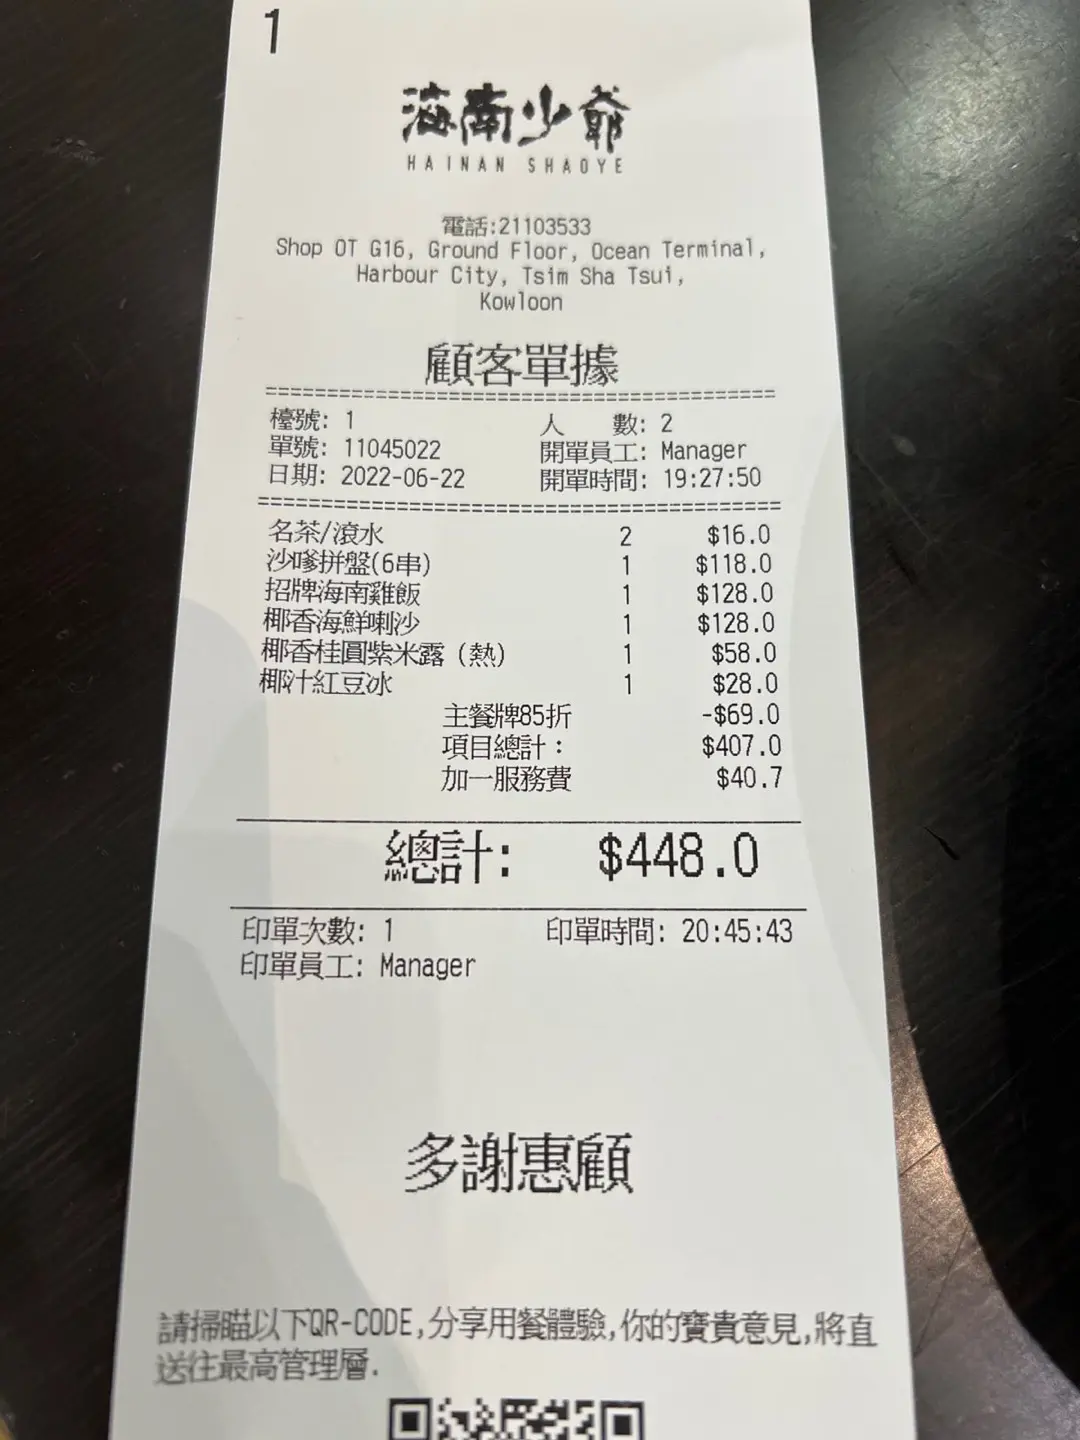 1
海南少爺
HAINAN SHAOYE
電話:21103533
Shop OT G16, Ground Floor, Ocean Terminal,
Harbour City, Tsim Sha Tsui,
Kowloon
顧客單據
檯號: 1 人 數: 2
單號: 11045022 開單員工: Manager
日期: 2022-06-22 開單時間: 19:27:50
名茶/滾水 2 $16.0
沙嗲拼盤(6串) 1 $118.0
招牌海南雞飯 1 $128.0
椰香海鮮喇沙 1 $128.0
椰香桂圓紫米露 (熱) 1 $58.0
椰汁紅豆冰 1 $28.0
主餐牌85折 -$69.0
項目總計: $407.0
加一服務費 $40.7
總計: $448.0
印單次數: 1 印單時間: 20:45:43
印單員工: Manager
多謝惠顧
請掃瞄以下QR-CODE,分享用餐體驗,你的寶貴意見,將直
送往最高管理層.